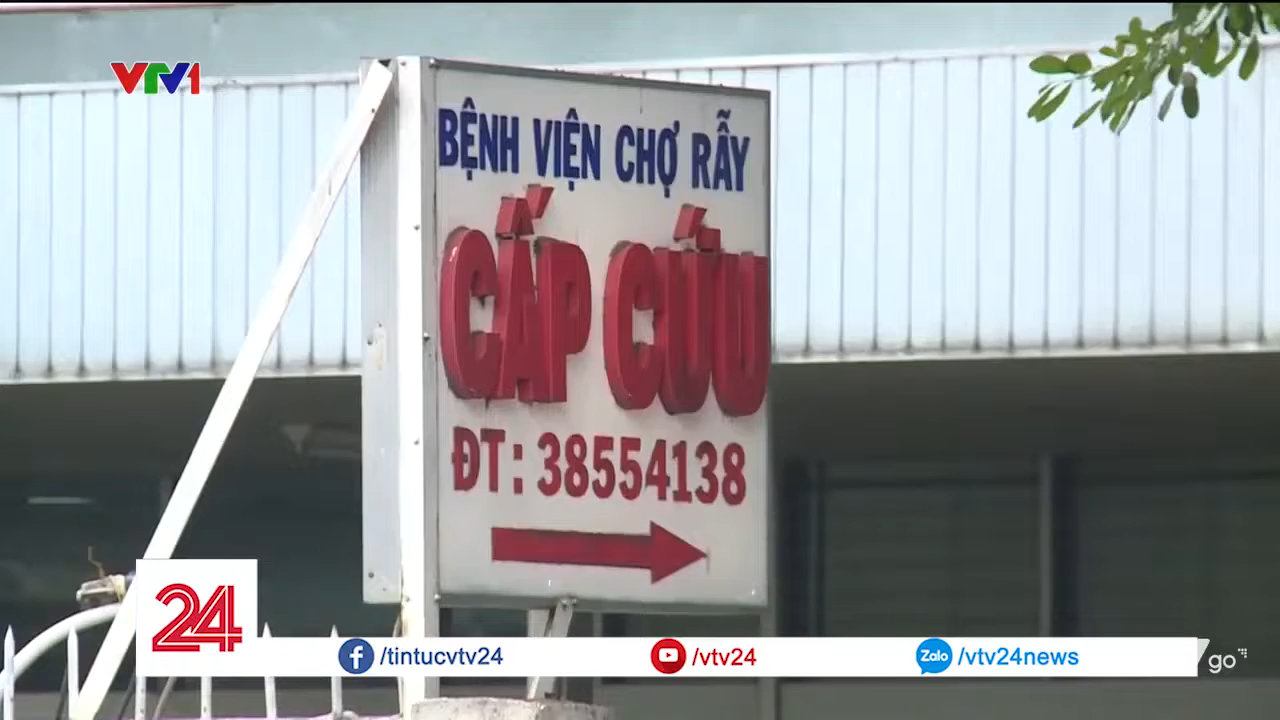 VTV1
BỆNH VIỆN CHỢ RẪY
CẤP CỨU
ĐT: 38554138
24
/tintucvtv24
/vtv24
Zalo /vtv24news
go